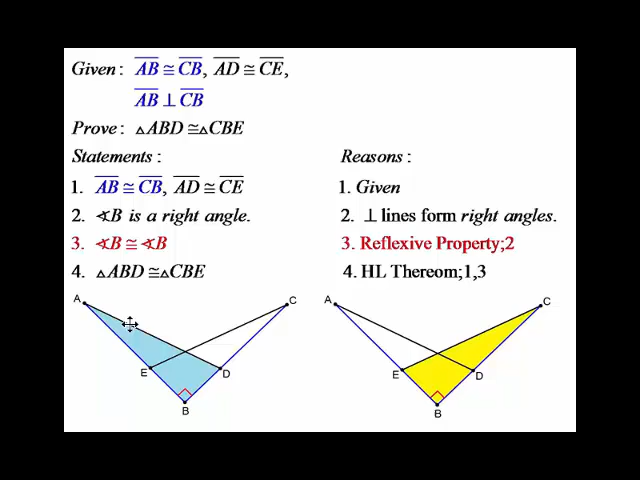 Given : AB ≅ CB, AD ≅ CE,
AB ⊥ CB
Prove : △ABD ≅ △CBE
Statements :
Reasons :
1. AB ≅ CB, AD ≅ CE
1. Given
2. ∢B is a right angle.
2. ⊥ lines form right angles.
3. ∢B ≅ ∢B
3. Reflexive Property;2
4. △ABD ≅ △CBE
4. HL Thereom;1,3
A
C
E
D
B
A
C
E
D
B